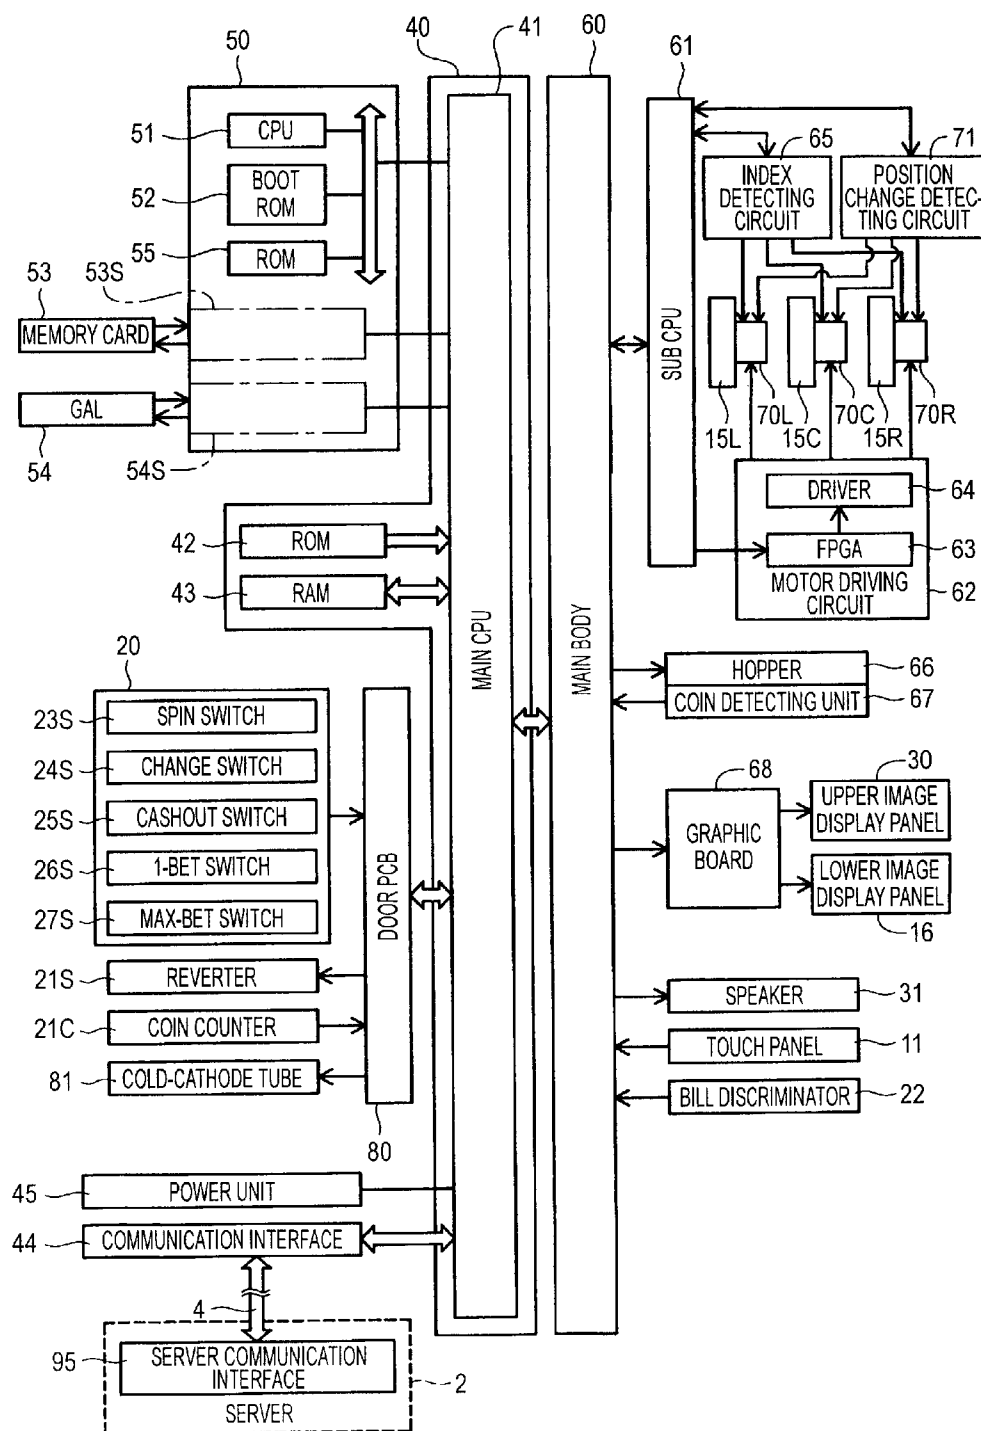 50
40
41
60
61
51
CPU
52
BOOT
ROM
55
ROM
53
53S
MEMORY CARD
GAL
54
54S
65
71
INDEX
DETECTING
CIRCUIT
POSITION
CHANGE DETEC-
TING CIRCUIT
SUB CPU
15L
70L
15C
70C
15R
70R
DRIVER
64
FPGA
63
MOTOR DRIVING
CIRCUIT
62
42
ROM
43
RAM
MAIN CPU
MAIN BODY
20
23S
SPIN SWITCH
24S
CHANGE SWITCH
25S
CASHOUT SWITCH
26S
1-BET SWITCH
27S
MAX-BET SWITCH
21S
REVERTER
21C
COIN COUNTER
81
COLD-CATHODE TUBE
DOOR PCB
80
HOPPER
66
COIN DETECTING UNIT
67
68
GRAPHIC
BOARD
30
UPPER IMAGE
DISPLAY PANEL
LOWER IMAGE
DISPLAY PANEL
16
SPEAKER
31
TOUCH PANEL
11
BILL DISCRIMINATOR
22
45
POWER UNIT
44
COMMUNICATION INTERFACE
4
95
SERVER COMMUNICATION
INTERFACE
2
SERVER